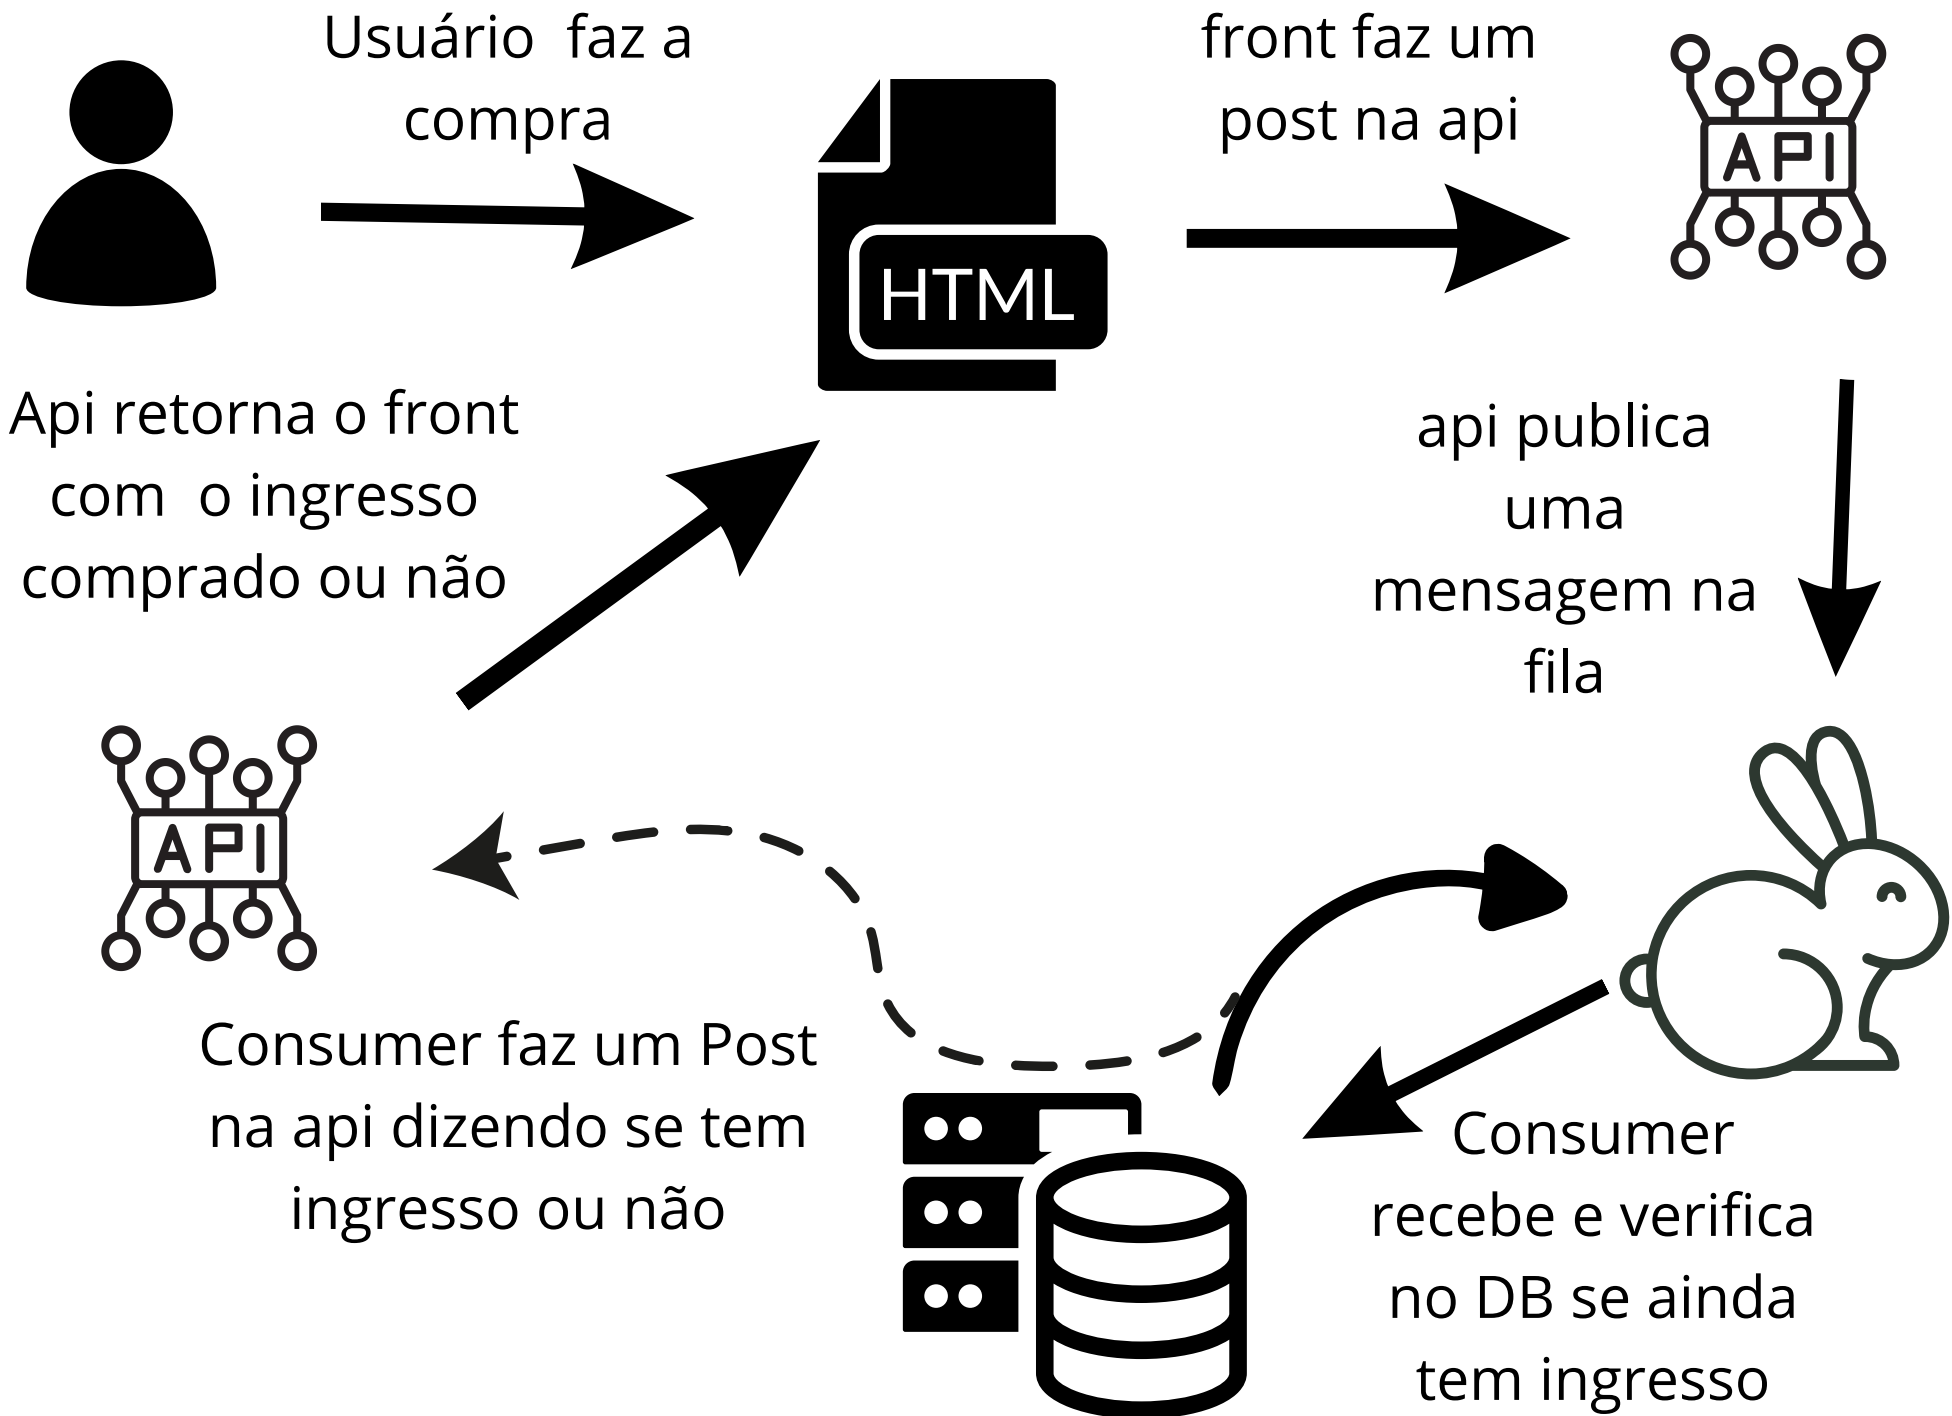 Usuário faz a
compra
front faz um
post na api
API
HTML
Api retorna o front
com o ingresso
comprado ou não
api publica
uma
mensagem na
fila
API
Consumer faz um Post
na api dizendo se tem
ingresso ou não
Consumer
recebe e verifica
no DB se ainda
tem ingresso